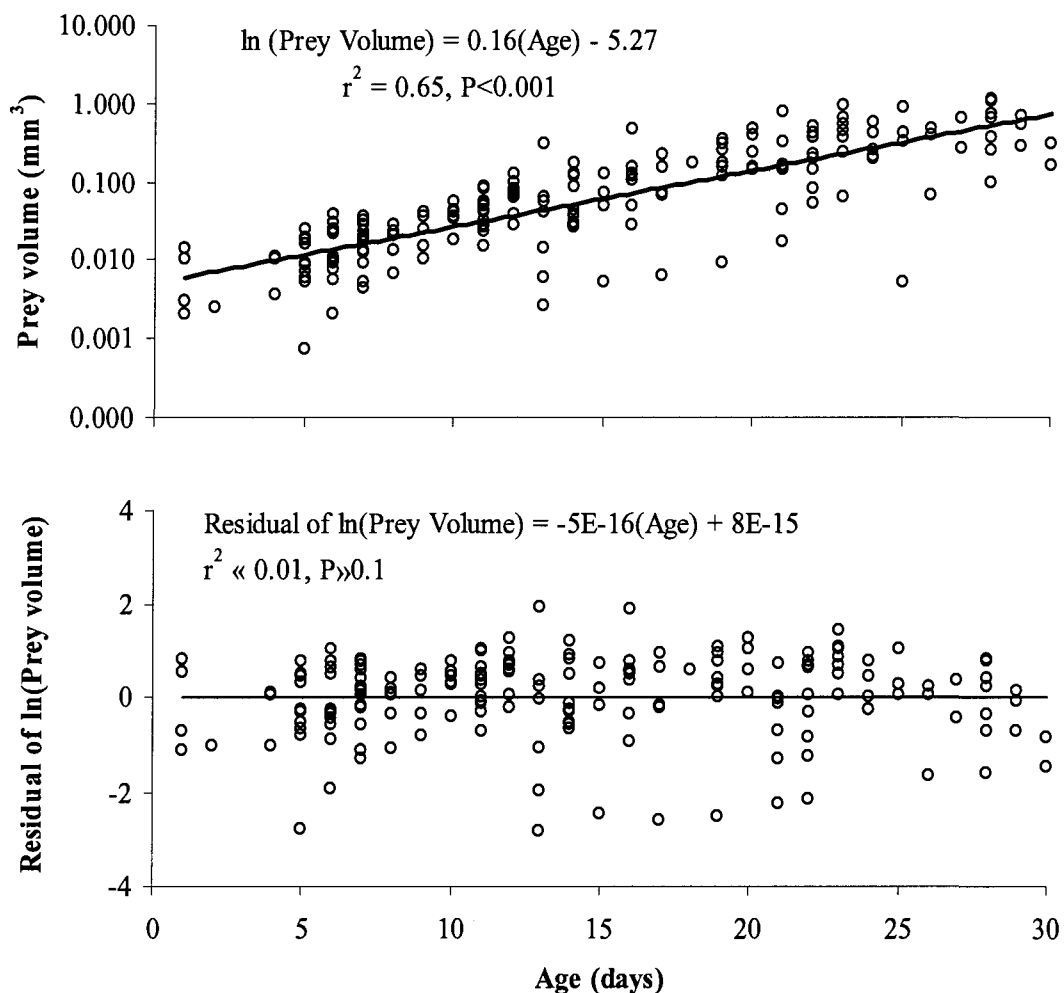 10.000
ln (Prey Volume) = 0.16(Age) - 5.27
r² = 0.65, P<0.001
1.000
0.100
0.010
0.001
0.000
Prey volume (mm³)
4
Residual of ln(Prey Volume) = -5E-16(Age) + 8E-15
r² « 0.01, P»0.1
2
0
-2
-4
Residual of ln(Prey volume)
0 5 10 15 20 25 30
Age (days)